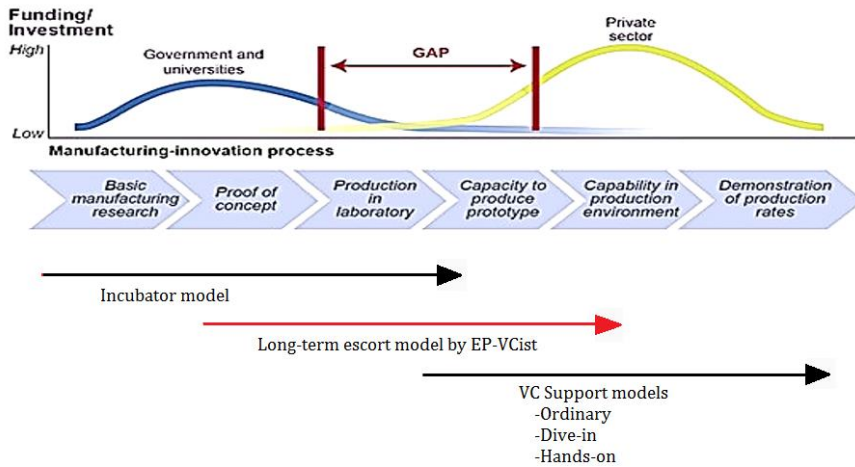 Funding/
Investment
High
Low
Government and
universities
GAP
Private
sector
Manufacturing-innovation process
Basic
manufacturing
research
Proof of
concept
Production
in
laboratory
Capacity to
produce
prototype
Capability in
production
environment
Demonstration
of production
rates
Incubator model
Long-term escort model by EP-VCist
VC Support models
-Ordinary
-Dive-in
-Hands-on